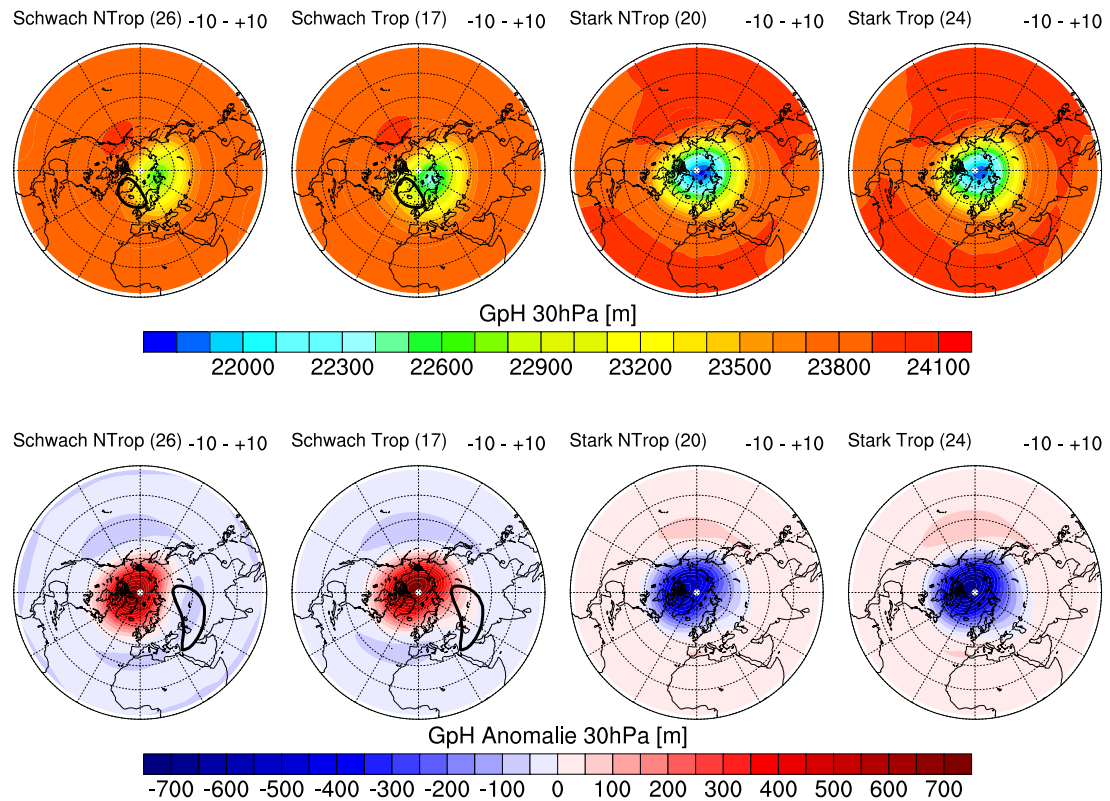 Schwach NTrop (26) -10 - +10
Schwach Trop (17) -10 - +10
Stark NTrop (20) -10 - +10
Stark Trop (24) -10 - +10
GpH 30hPa [m]
22000 22300 22600 22900 23200 23500 23800 24100
Schwach NTrop (26) -10 - +10
Schwach Trop (17) -10 - +10
Stark NTrop (20) -10 - +10
Stark Trop (24) -10 - +10
GpH Anomalie 30hPa [m]
-700 -600 -500 -400 -300 -200 -100 0 100 200 300 400 500 600 700